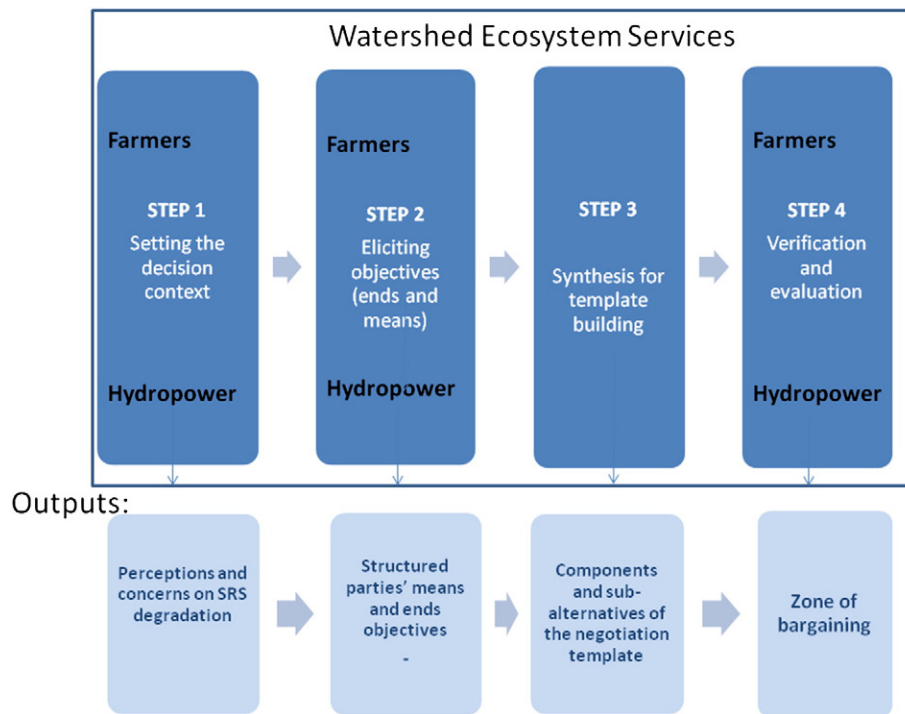 Watershed Ecosystem Services
Farmers
STEP 1
Setting the
decision
context
Hydropower
Farmers
STEP 2
Eliciting
objectives
(ends and
means)
Hydropower
STEP 3
Synthesis for
template
building
Farmers
STEP 4
Verification
and
evaluation
Hydropower
Outputs:
Perceptions and
concerns on SRS
degradation
Structured
parties' means
and ends
objectives
-
Components
and sub-
alternatives of
the negotiation
template
Zone of
bargaining